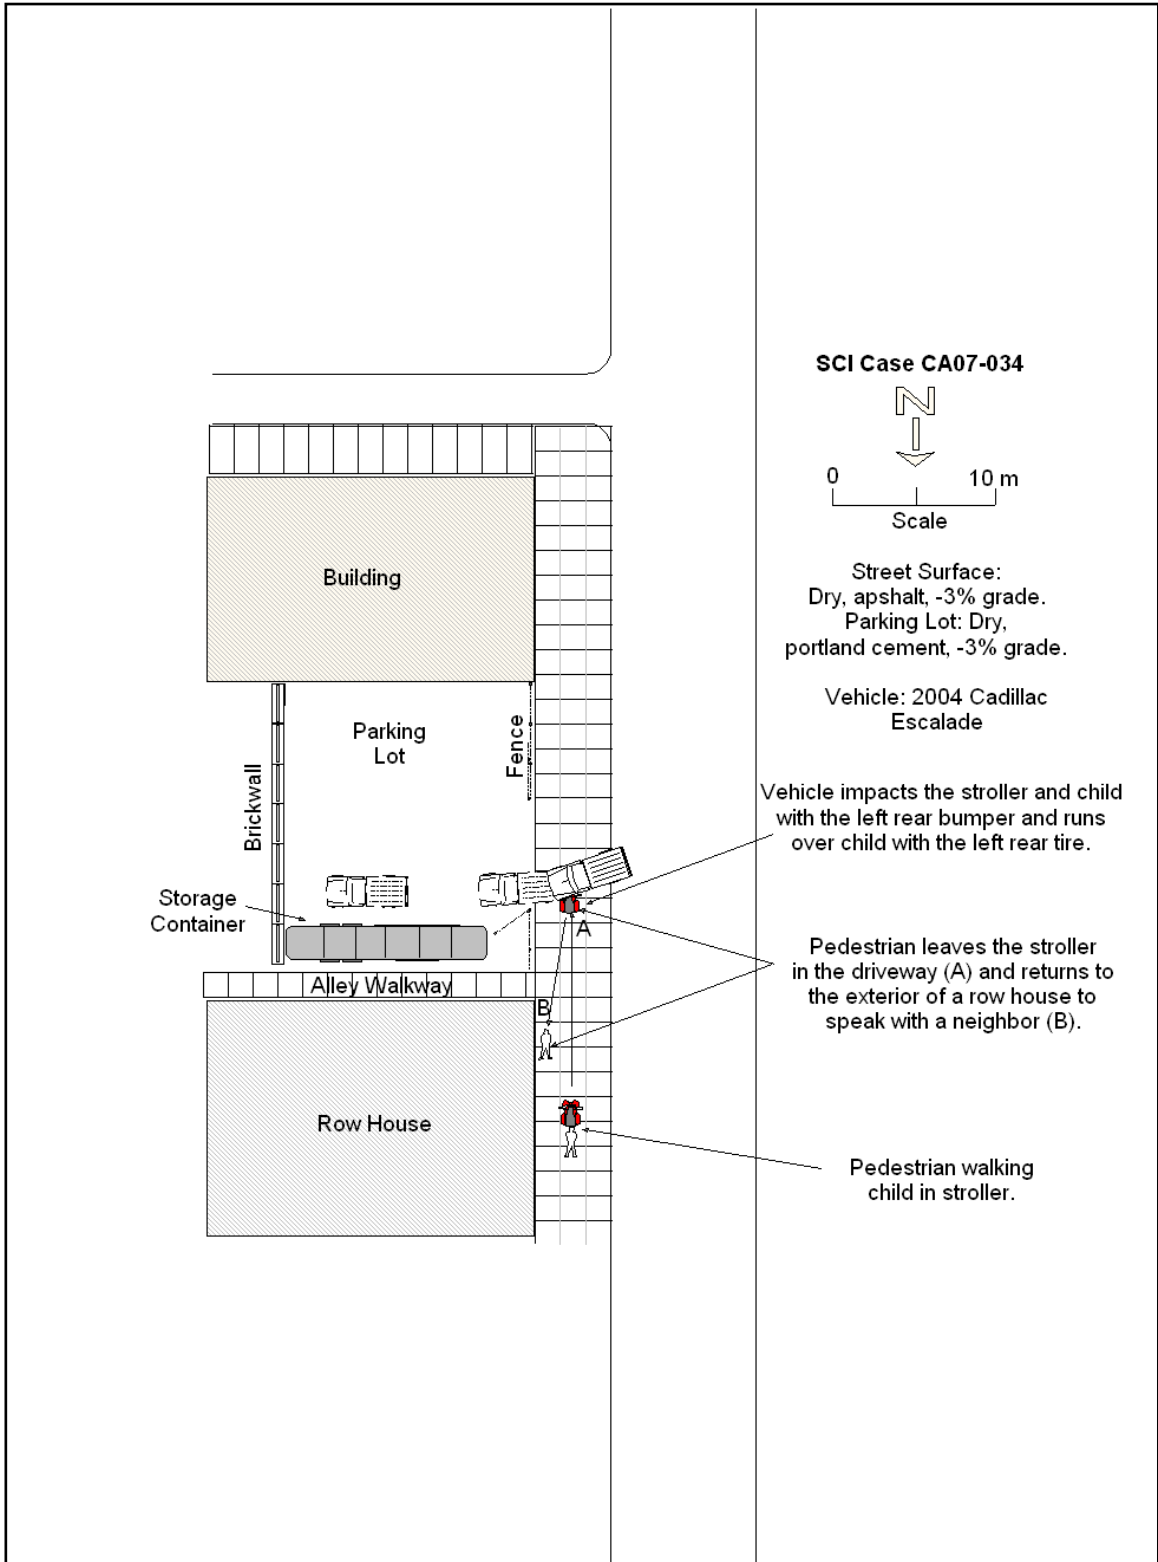 SCI Case CA07-034
N
0 10 m
Scale
Street Surface:
Dry, apshalt, -3% grade.
Parking Lot: Dry,
portland cement, -3% grade.
Vehicle: 2004 Cadillac
Escalade
Building
Parking
Lot
Fence
Brickwall
Vehicle impacts the stroller and child
with the left rear bumper and runs
over child with the left rear tire.
Storage
Container
A
Pedestrian leaves the stroller
in the driveway (A) and returns to
the exterior of a row house to
speak with a neighbor (B).
Alley Walkway
B
Row House
Pedestrian walking
child in stroller.